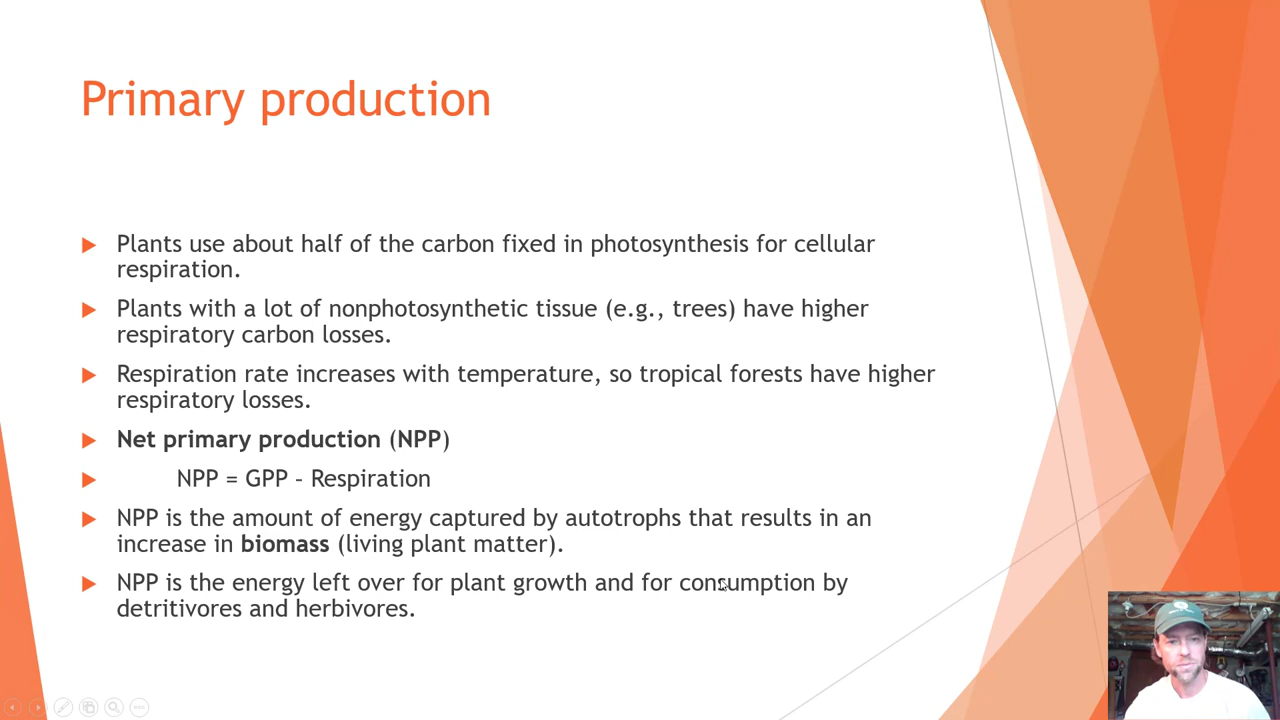 Primary production
Plants use about half of the carbon fixed in photosynthesis for cellular
respiration.
Plants with a lot of nonphotosynthetic tissue (e.g., trees) have higher
respiratory carbon losses.
Respiration rate increases with temperature, so tropical forests have higher
respiratory losses.
Net primary production (NPP)
NPP = GPP – Respiration
NPP is the amount of energy captured by autotrophs that results in an
increase in biomass (living plant matter).
NPP is the energy left over for plant growth and for consumption by
detritivores and herbivores.